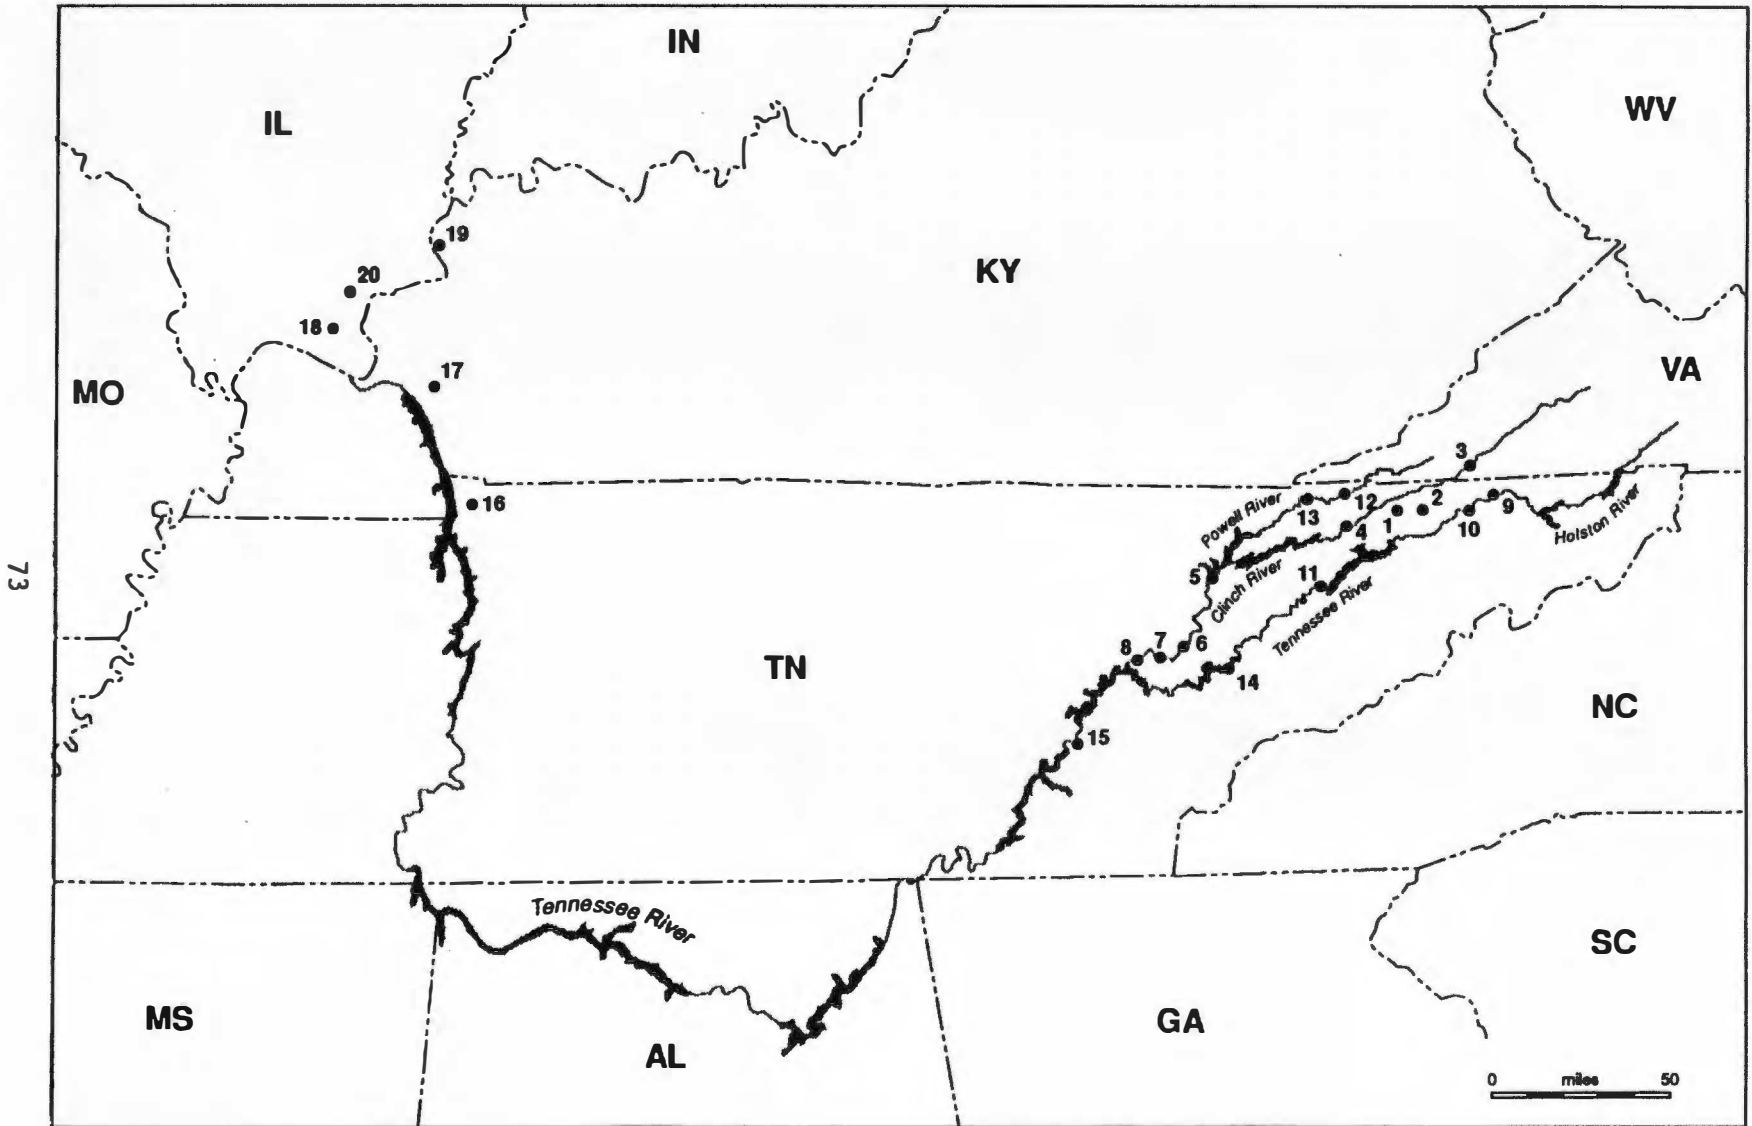 IN
IL
WV
19
KY
20
18
17
MO
VA
3
16
Powell River
13
12
2
9
1
10
4
Holston River
5
Clinch River
11
Tennessee River
73
8
7
6
TN
14
NC
15
Tennessee River
SC
MS
GA
AL
0 miles 50